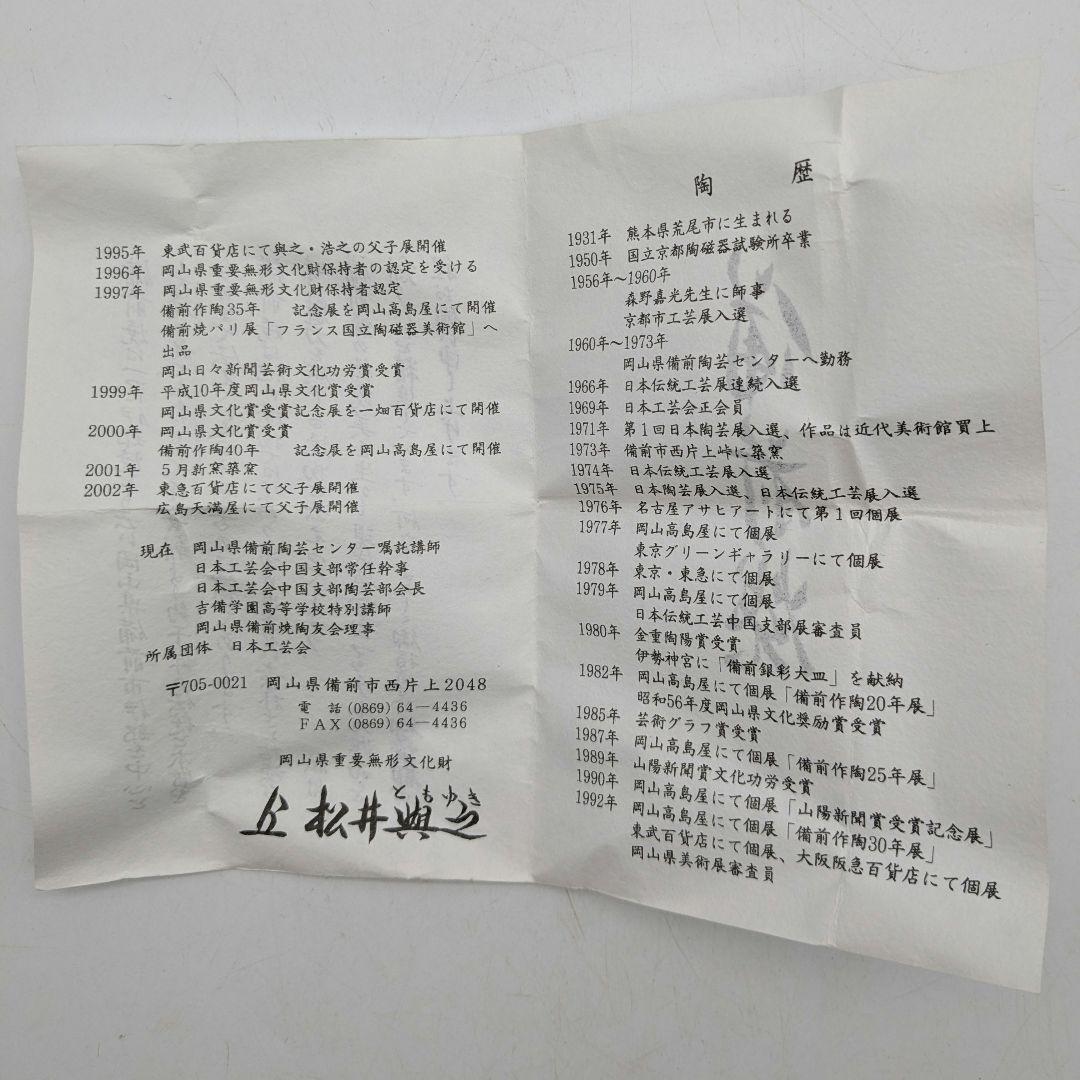 陶歴
1931年 熊本県荒尾市に生まれる
1950年 国立京都陶磁器試験所卒業
1956年〜1960年
森野嘉光先生に師事
京都市工芸展入選
1960年〜1973年
岡山県備前陶芸センターへ勤務
1966年 日本伝統工芸展連続入選
1969年 日本工芸会正会員
1971年 第1回日本陶芸展入選、作品は近代美術館買上
1973年 備前市西片上峠に築窯
1974年 日本伝統工芸展入選
1975年 日本陶芸展入選、日本伝統工芸展入選
1976年 名古屋アサヒアートにて第1回個展
1977年 岡山高島屋にて個展
東京グリーンギャラリーにて個展
1978年 東京・東急にて個展
1979年 岡山高島屋にて個展
日本伝統工芸中国支部展審査員
1980年 金重陶陽賞受賞
伊勢神宮に「備前銀彩大皿」を献納
1982年 岡山高島屋にて個展「備前作陶20年展」
昭和56年度岡山県文化奨励賞受賞
1985年 芸術グラフ賞受賞
1987年 岡山高島屋にて個展「備前作陶25年展」
1989年 山陽新聞賞文化功労受賞
1990年 岡山高島屋にて個展「山陽新聞賞受賞記念展」
1992年 岡山高島屋にて個展「備前作陶30年展」
東武百貨店にて個展、大阪阪急百貨店にて個展
岡山県美術展審査員
1995年 東武百貨店にて與之・浩之の父子展開催
1996年 岡山県重要無形文化財保持者の認定を受ける
1997年 岡山県重要無形文化財保持者認定
備前作陶35年 記念展を岡山高島屋にて開催
備前焼パリ展「フランス国立陶磁器美術館」へ
出品
岡山日々新聞芸術文化功労賞受賞
1999年 平成10年度岡山県文化賞受賞
岡山県文化賞受賞記念展を一畑百貨店にて開催
2000年 岡山県文化賞受賞
備前作陶40年 記念展を岡山高島屋にて開催
2001年 5月新窯築窯
2002年 東急百貨店にて父子展開催
広島天満屋にて父子展開催
現在 岡山県備前陶芸センター嘱託講師
日本工芸会中国支部常任幹事
日本工芸会中国支部陶芸部会長
吉備学園高等学校特別講師
岡山県備前焼陶友会理事
所属団体 日本工芸会
〒705-0021 岡山県備前市西片上2048
電話(0869)64―4436
FAX(0869)64―4436
岡山県重要無形文化財
ともゆき
松井與之